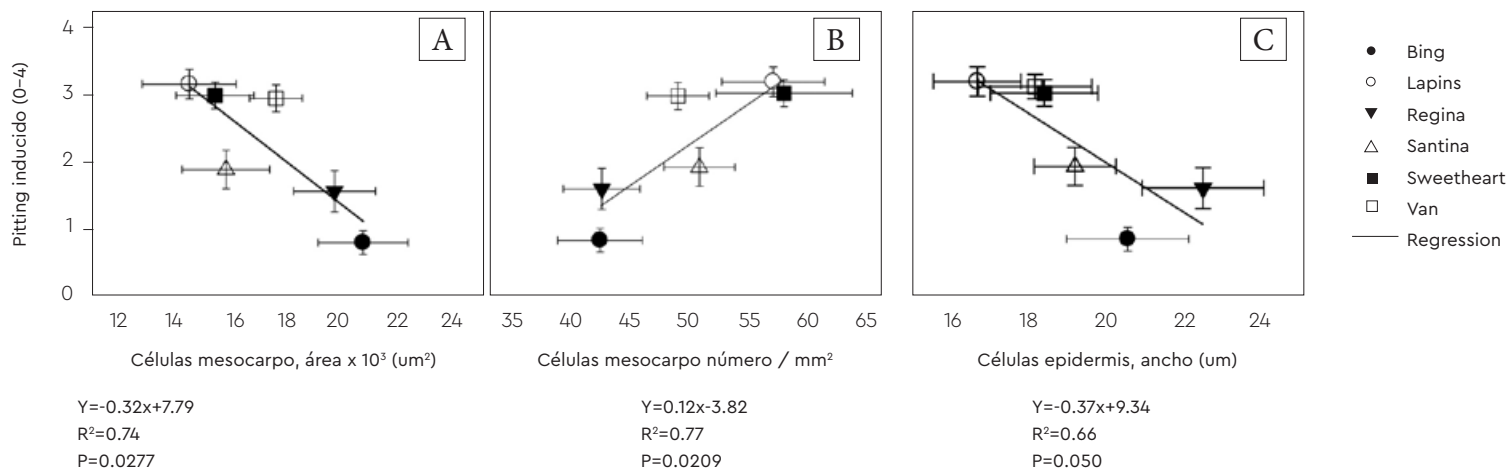 A
B
C
Pitting inducido (0–4)
4
3
2
1
0
12 14 16 18 20 22 24
35 40 45 50 55 60 65
16 18 20 22 24
Células mesocarpo, área x 10³ (um²)
Células mesocarpo número / mm²
Células epidermis, ancho (um)
Y=-0.32x+7.79
R²=0.74
P=0.0277
Y=0.12x-3.82
R²=0.77
P=0.0209
Y=-0.37x+9.34
R²=0.66
P=0.050
Bing
Lapins
Regina
Santina
Sweetheart
Van
Regression